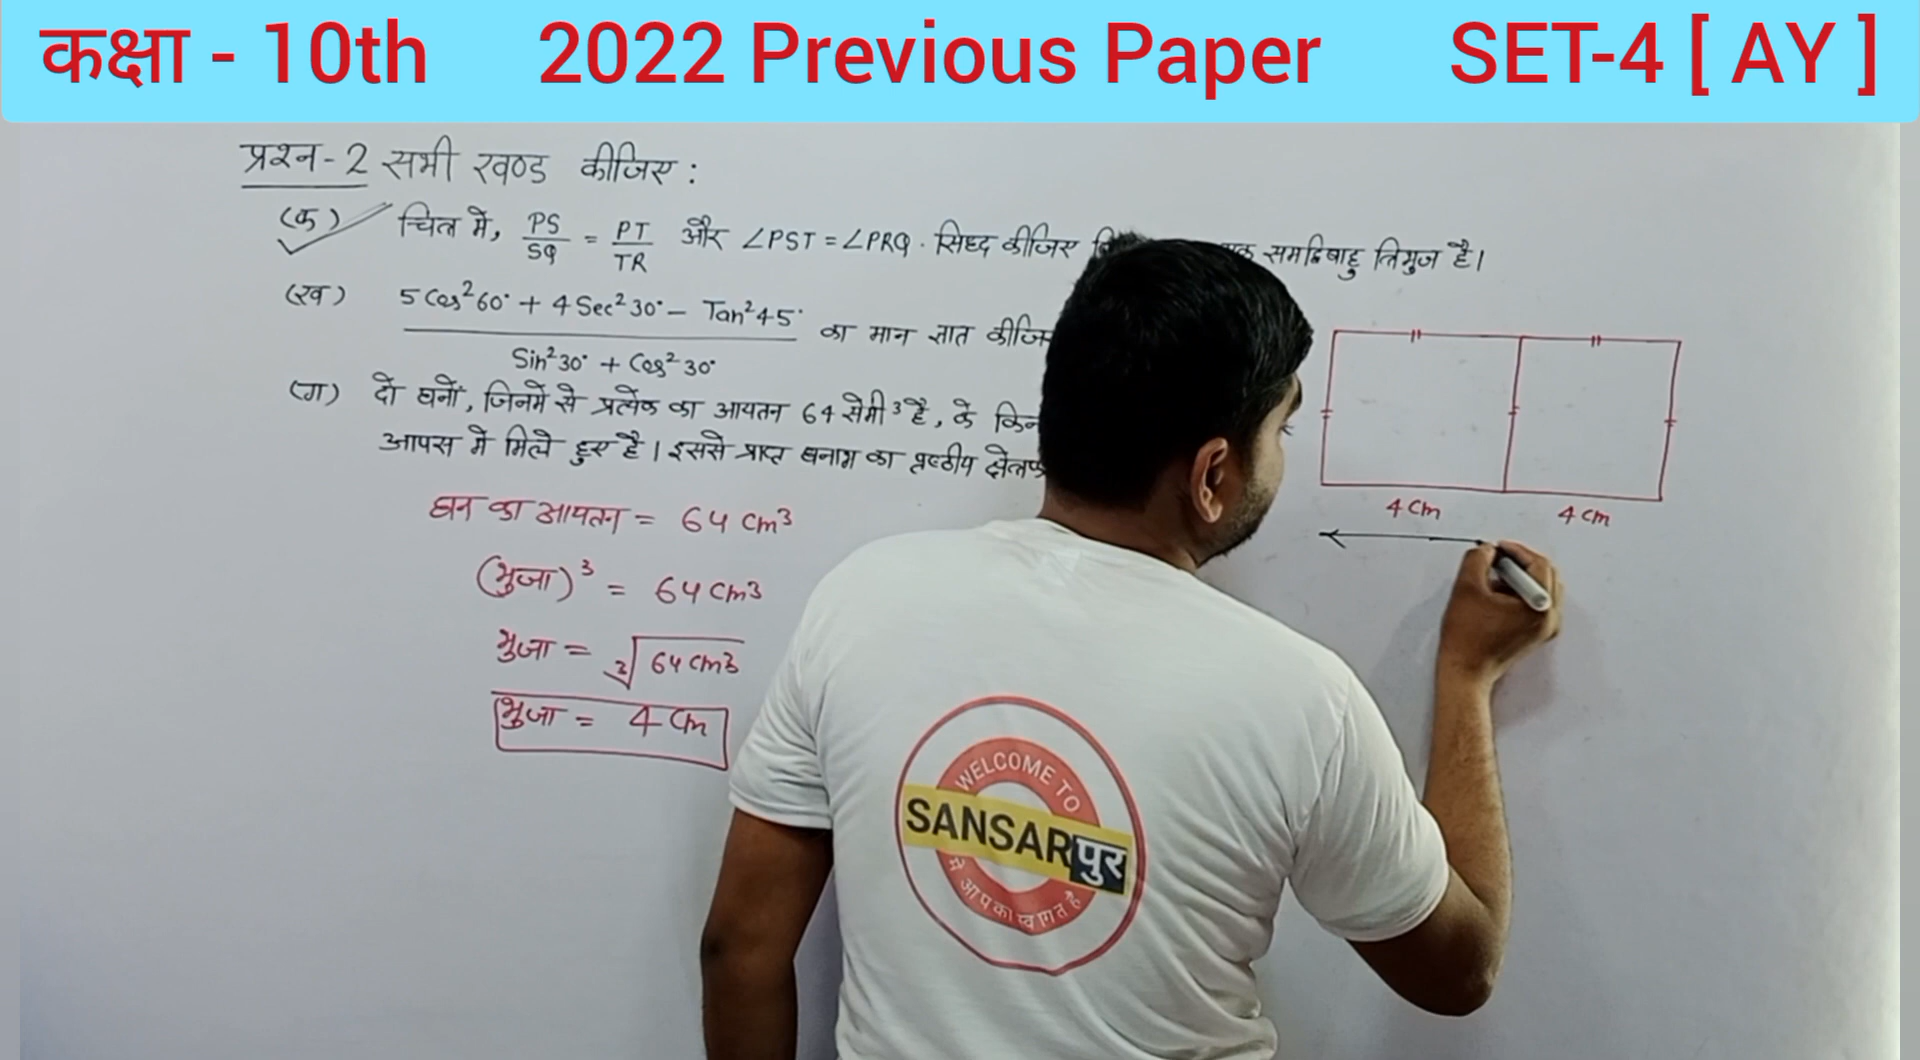 कक्षा - 10th 2022 Previous Paper SET-4 [ AY ]
प्रश्न-2 सभी खण्ड कीजिए :
(क) चित्र में, PS/SQ = PT/TR और ∠PST = ∠PRQ . सिद्ध कीजिए समद्विबाहु त्रिभुज है।
(ख) 5 Cos²60° + 4 Sec²30° - Tan²45° / Sin²30° + Cos²30° का मान ज्ञात
(ग) दो घनों, जिनमें से प्रत्येक का आयतन 64 सेमी³ है, के
आपस में मिले हुए है। इससे प्राप्त घनाभ का पृष्ठीय
घन का आयतन = 64 cm³
(भुजा)³ = 64 cm³
भुजा = ³√64 cm³
भुजा = 4 cm
4 cm 4 cm
WELCOME TO
SANSARपुर
में आपका स्वागत है